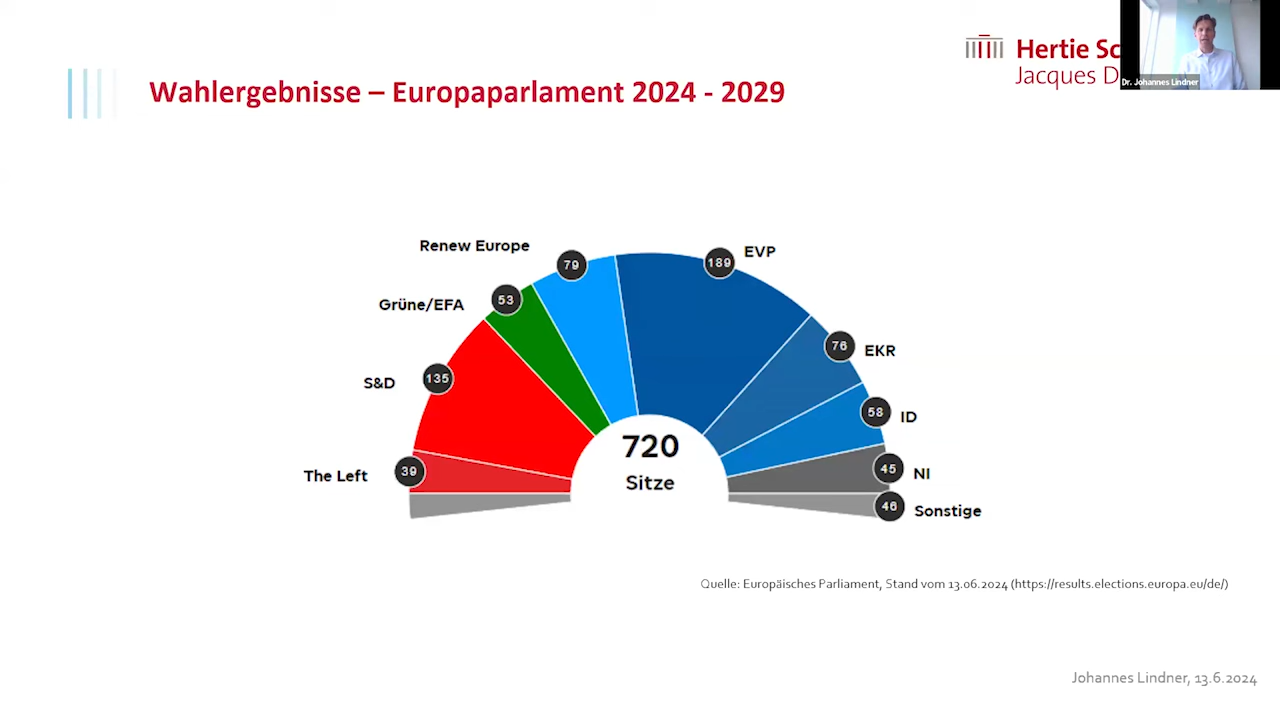 Hertie Sc
Jacques D
Dr. Johannes Lindner
Wahlergebnisse – Europaparlament 2024 - 2029
Renew Europe
79
189
EVP
Grüne/EFA
53
76
EKR
S&D
135
58
ID
720
Sitze
The Left
39
45
NI
46
Sonstige
Quelle: Europäisches Parliament, Stand vom 13.06.2024 (https://results.elections.europa.eu/de/)
Johannes Lindner, 13.6.2024